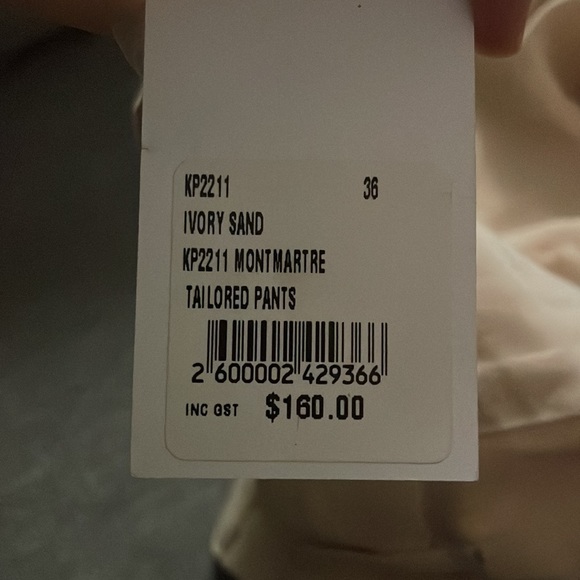 KP2211 36
IVORY SAND
KP2211 MONTMARTRE
TAILORED PANTS
2 600002 429366
INC GST $160.00